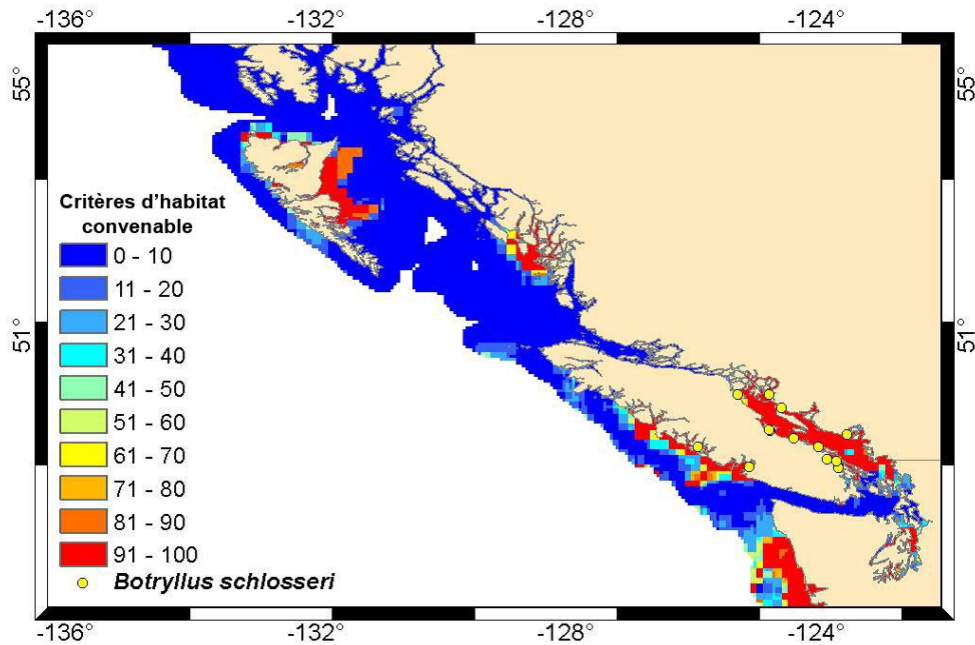 -136° -132° -128° -124°
55° 55°
Critères d'habitat
convenable
0 - 10
11 - 20
21 - 30
31 - 40
41 - 50
51 - 60
61 - 70
71 - 80
81 - 90
91 - 100
Botryllus schlosseri
51° 51°
-136° -132° -128° -124°